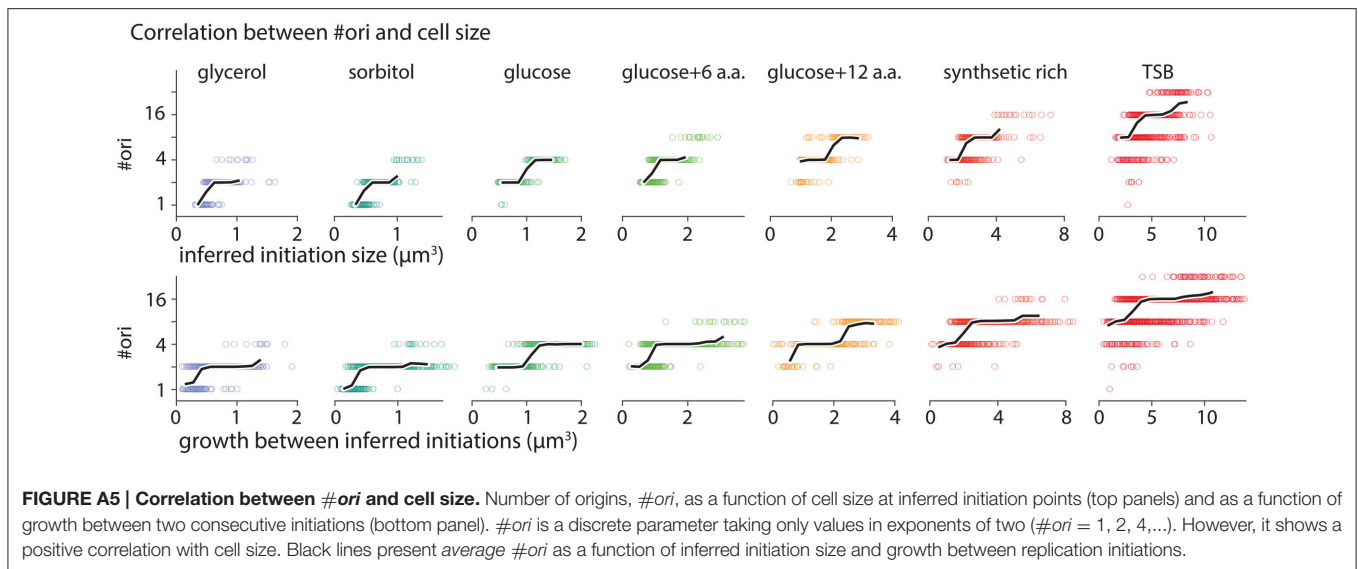 Correlation between #ori and cell size
glycerol sorbitol glucose glucose+6 a.a. glucose+12 a.a. synthsetic rich TSB
#ori
16
4
1
0 1 2 0 1 0 1 2 0 2 0 2 4 0 4 8 0 5 10
inferred initiation size (μm³)
#ori
16
4
1
0 1 2 0 1 0 1 2 0 2 0 2 4 0 2 4 6 8 0 5 10
growth between inferred initiations (μm³)
FIGURE A5 | Correlation between #ori and cell size. Number of origins, #ori, as a function of cell size at inferred initiation points (top panels) and as a function of
growth between two consecutive initiations (bottom panel). #ori is a discrete parameter taking only values in exponents of two (#ori = 1, 2, 4,...). However, it shows a
positive correlation with cell size. Black lines present average #ori as a function of inferred initiation size and growth between replication initiations.